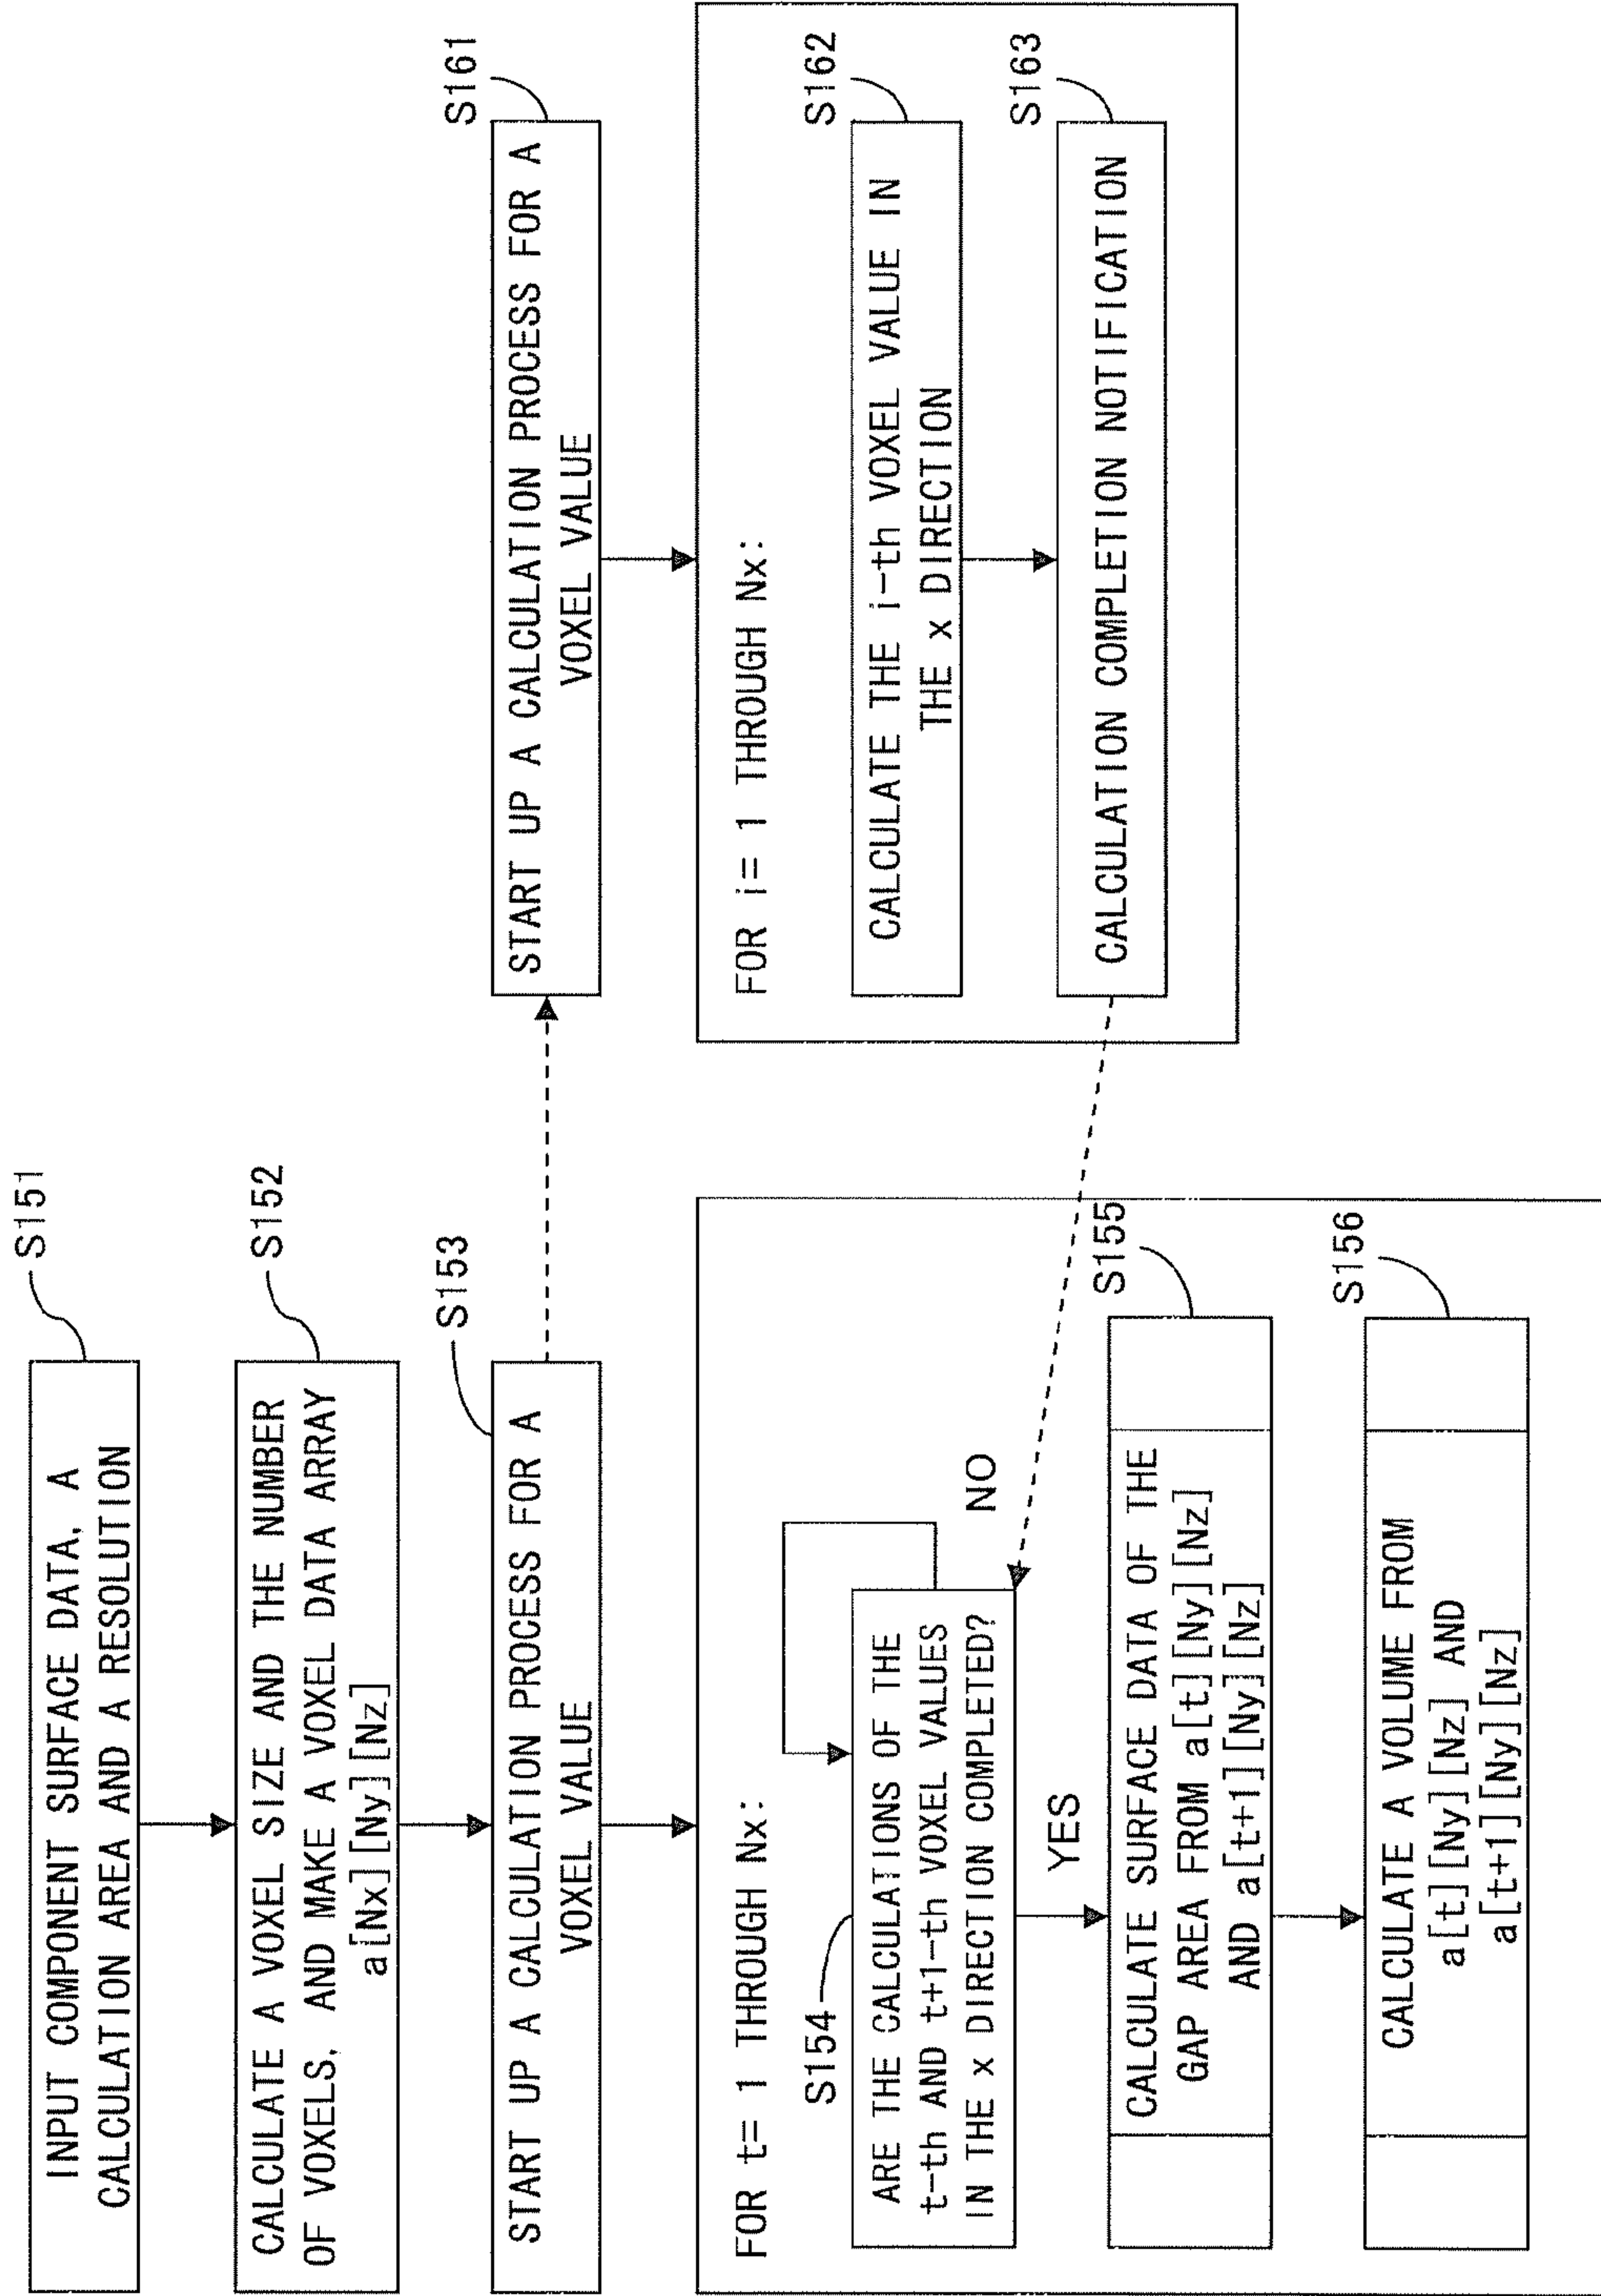 S151
INPUT COMPONENT SURFACE DATA, A
CALCULATION AREA AND A RESOLUTION
S152
CALCULATE A VOXEL SIZE AND THE NUMBER
OF VOXELS, AND MAKE A VOXEL DATA ARRAY
a[Nx][Ny][Nz]
S153
START UP A CALCULATION PROCESS FOR A
VOXEL VALUE
FOR t= 1 THROUGH Nx:
S154
ARE THE CALCULATIONS OF THE
t-th AND t+1-th VOXEL VALUES
IN THE x DIRECTION COMPLETED?
NO
YES
S155
CALCULATE SURFACE DATA OF THE
GAP AREA FROM a[t][Ny][Nz]
AND a[t+1][Ny][Nz]
S156
CALCULATE A VOLUME FROM
a[t][Ny][Nz] AND
a[t+1][Ny][Nz]
S161
START UP A CALCULATION PROCESS FOR A
VOXEL VALUE
FOR i= 1 THROUGH Nx:
S162
CALCULATE THE i-th VOXEL VALUE IN
THE x DIRECTION
S163
CALCULATION COMPLETION NOTIFICATION